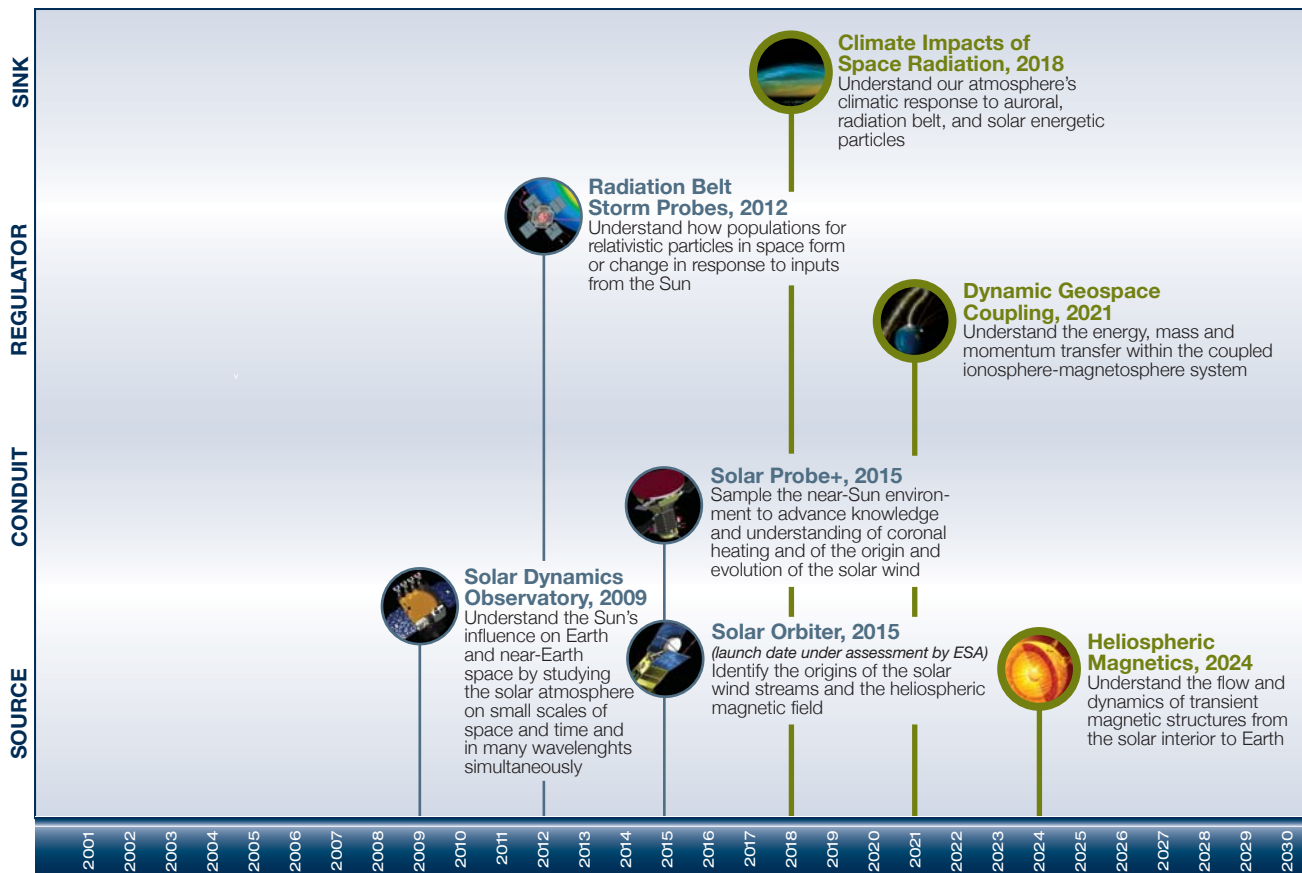 SINK
Climate Impacts of
Space Radiation, 2018
Understand our atmosphere's
climatic response to auroral,
radiation belt, and solar energetic
particles
REGULATOR
Radiation Belt
Storm Probes, 2012
Understand how populations for
relativistic particles in space form
or change in response to inputs
from the Sun
Dynamic Geospace
Coupling, 2021
Understand the energy, mass and
momentum transfer within the coupled
ionosphere-magnetosphere system
CONDUIT
Solar Probe+, 2015
Sample the near-Sun environ-
ment to advance knowledge
and understanding of coronal
heating and of the origin and
evolution of the solar wind
SOURCE
Solar Dynamics
Observatory, 2009
Understand the Sun's
influence on Earth
and near-Earth
space by studying
the solar atmosphere
on small scales of
space and time and
in many wavelenghts
simultaneously
Solar Orbiter, 2015
(launch date under assessment by ESA)
Identify the origins of the solar
wind streams and the heliospheric
magnetic field
Heliospheric
Magnetics, 2024
Understand the flow and
dynamics of transient
magnetic structures from
the solar interior to Earth
2001
2002
2003
2004
2005
2006
2007
2008
2009
2010
2011
2012
2013
2014
2015
2016
2017
2018
2019
2020
2021
2022
2023
2024
2025
2026
2027
2028
2029
2030